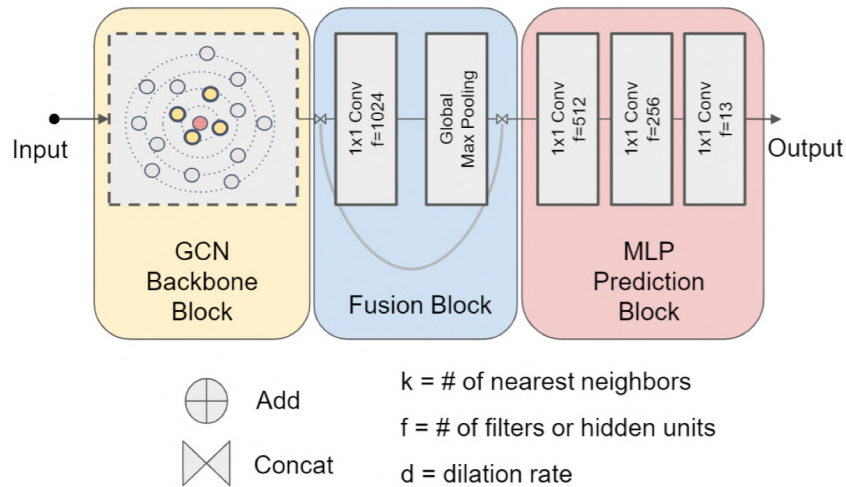 Input
1x1 Conv
f=1024
Global
Max Pooling
1x1 Conv
f=512
1x1 Conv
f=256
1x1 Conv
f=13
Output
GCN
Backbone
Block
Fusion Block
MLP
Prediction
Block
Add
Concat
k = # of nearest neighbors
f = # of filters or hidden units
d = dilation rate